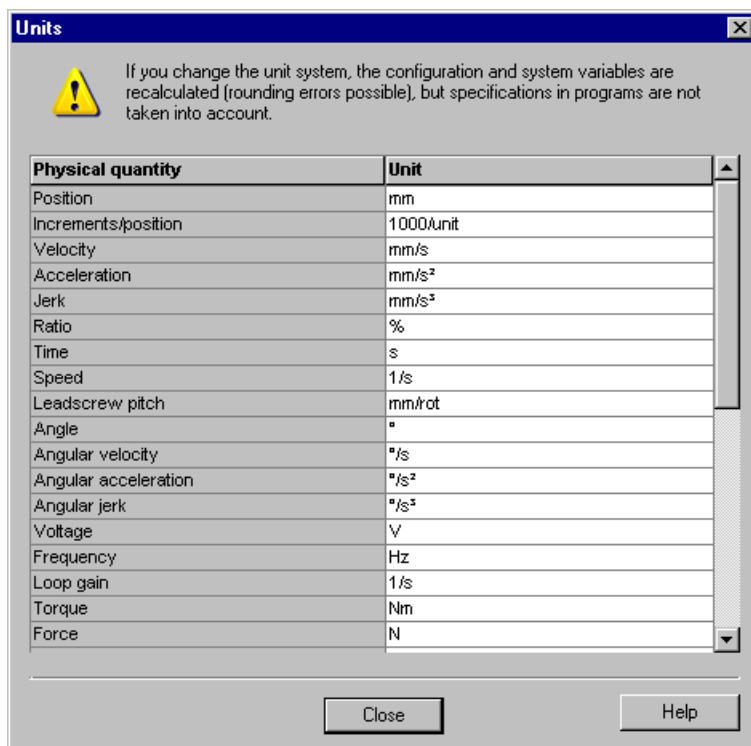 Units
If you change the unit system, the configuration and system variables are
recalculated (rounding errors possible), but specifications in programs are not
taken into account.
Physical quantity Unit
Position mm
Increments/position 1000/unit
Velocity mm/s
Acceleration mm/s²
Jerk mm/s³
Ratio %
Time s
Speed 1/s
Leadscrew pitch mm/rot
Angle °
Angular velocity °/s
Angular acceleration °/s²
Angular jerk °/s³
Voltage V
Frequency Hz
Loop gain 1/s
Torque Nm
Force N
Close Help